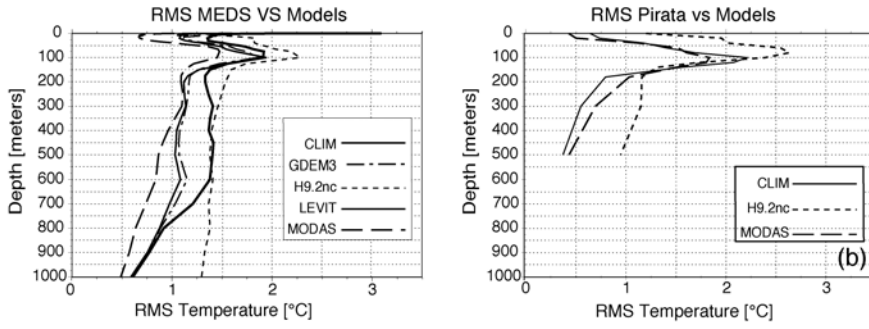 RMS MEDS VS Models
Depth [meters]
0
100
200
300
400
500
600
700
800
900
1000
0
1
2
3
RMS Temperature [°C]
CLIM
GDEM3
H9.2nc
LEVIT
MODAS
RMS Pirata vs Models
Depth [meters]
0
100
200
300
400
500
600
700
800
900
1000
0
1
2
3
RMS Temperature [°C]
CLIM
H9.2nc
MODAS
(b)